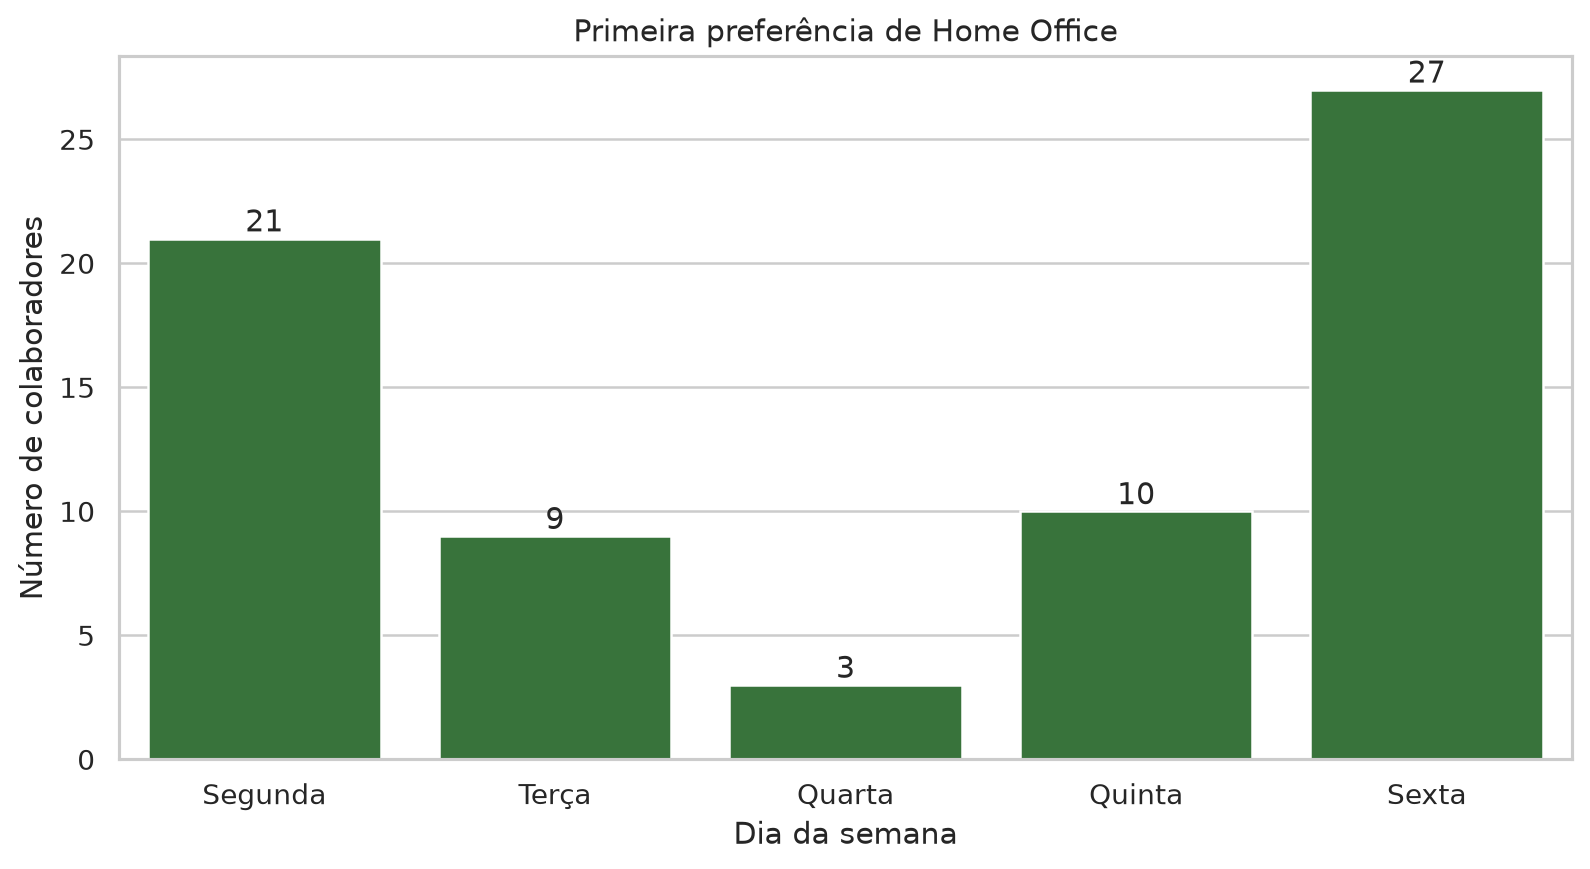 Primeira preferência de Home Office
Número de colaboradores
25
20
15
10
5
0
21
9
3
10
27
Segunda
Terça
Quarta
Quinta
Sexta
Dia da semana